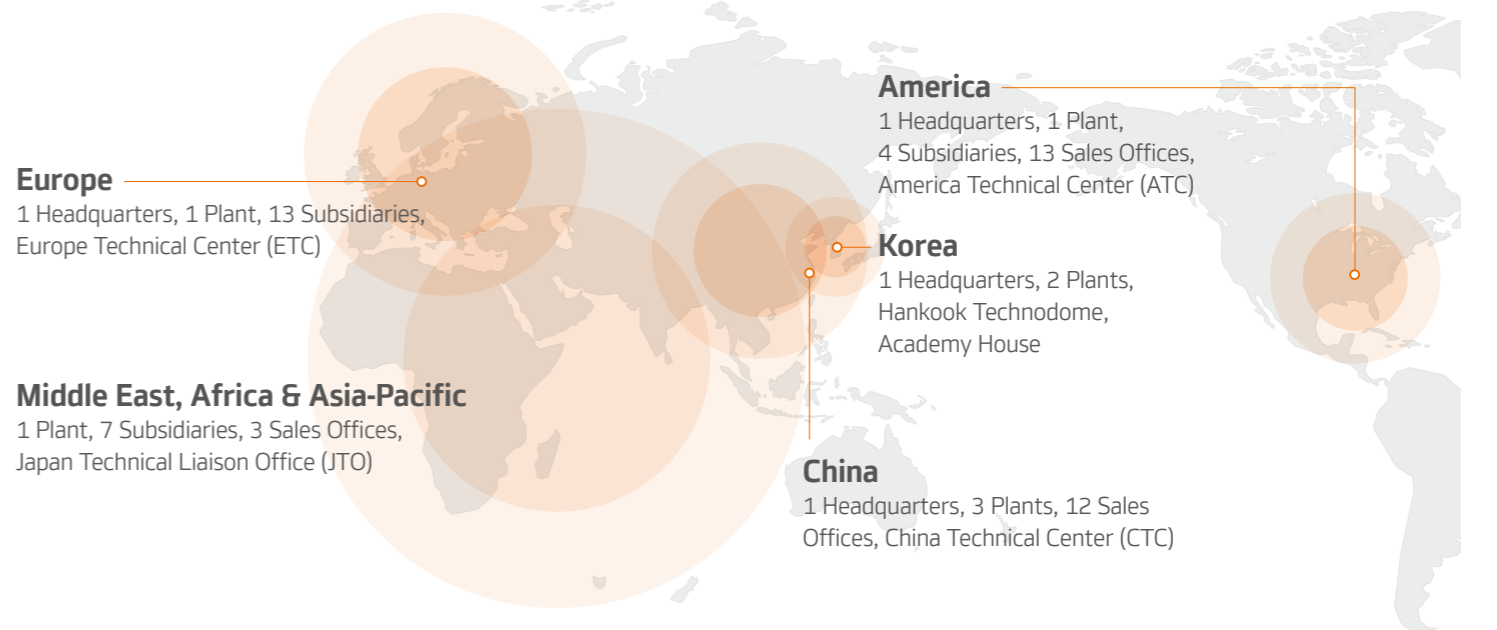 Europe
1 Headquarters, 1 Plant, 13 Subsidiaries,
Europe Technical Center (ETC)
Middle East, Africa & Asia-Pacific
1 Plant, 7 Subsidiaries, 3 Sales Offices,
Japan Technical Liaison Office (JTO)
America
1 Headquarters, 1 Plant,
4 Subsidiaries, 13 Sales Offices,
America Technical Center (ATC)
Korea
1 Headquarters, 2 Plants,
Hankook Technodome,
Academy House
China
1 Headquarters, 3 Plants, 12 Sales
Offices, China Technical Center (CTC)